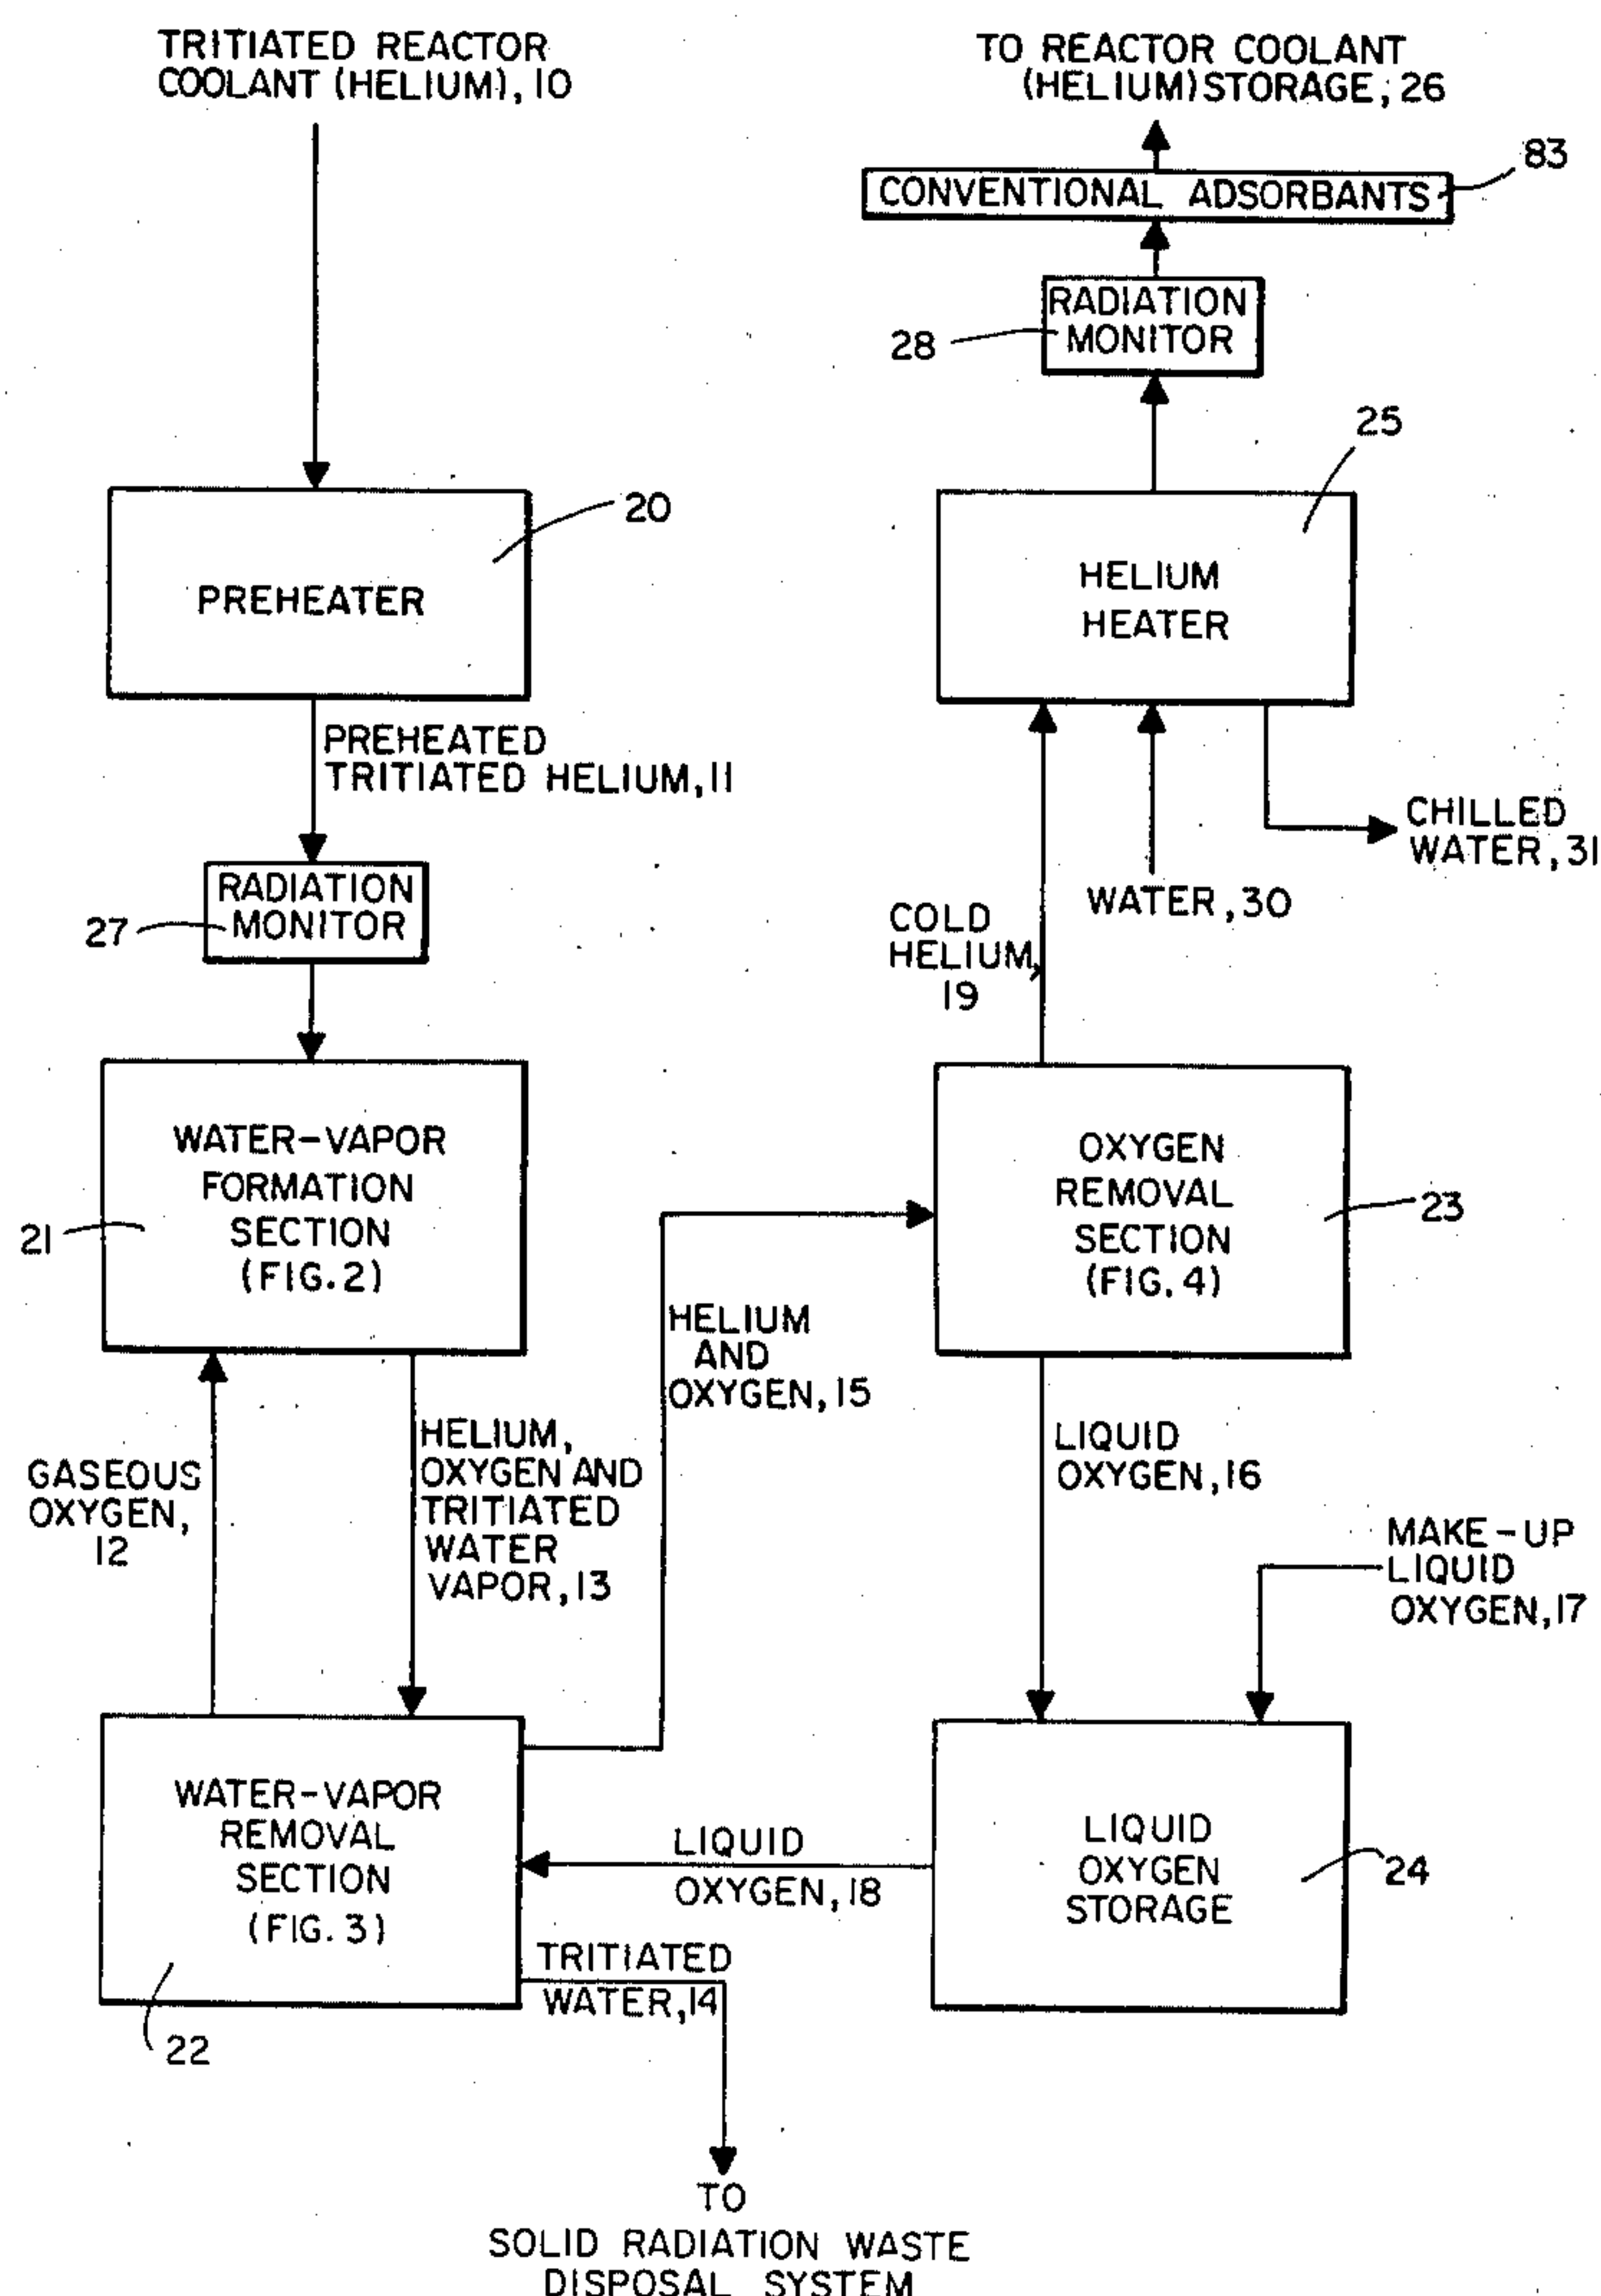 TRITIATED REACTOR
COOLANT (HELIUM), 10
TO REACTOR COOLANT
(HELIUM) STORAGE, 26
83
CONVENTIONAL ADSORBANTS
RADIATION
MONITOR
28
25
20
PREHEATER
HELIUM
HEATER
PREHEATED
TRITIATED HELIUM, 11
CHILLED
WATER, 31
RADIATION
MONITOR
27
WATER, 30
COLD
HELIUM,
19
WATER-VAPOR
FORMATION
SECTION
(FIG. 2)
21
OXYGEN
REMOVAL
SECTION
(FIG. 4)
23
HELIUM
AND
OXYGEN, 15
GASEOUS
OXYGEN,
12
HELIUM,
OXYGEN AND
TRITIATED
WATER
VAPOR, 13
LIQUID
OXYGEN, 16
MAKE-UP
LIQUID
OXYGEN, 17
WATER-VAPOR
REMOVAL
SECTION
(FIG. 3)
22
LIQUID
OXYGEN, 18
LIQUID
OXYGEN
STORAGE
24
TRITIATED
WATER, 14
TO
SOLID RADIATION WASTE
DISPOSAL SYSTEM